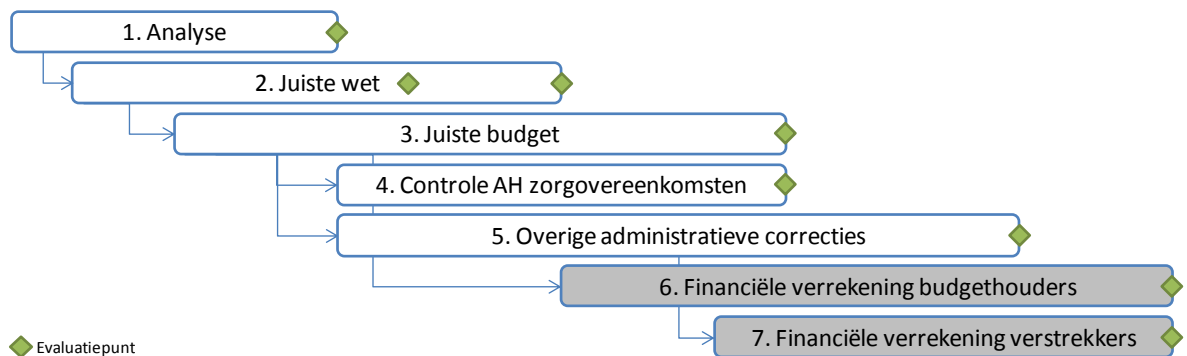 1. Analyse
2. Juiste wet
3. Juiste budget
4. Controle AH zorgovereenkomsten
5. Overige administratieve correcties
6. Financiële verrekening budgethouders
7. Financiële verrekening verstrekkers
Evaluatiepunt